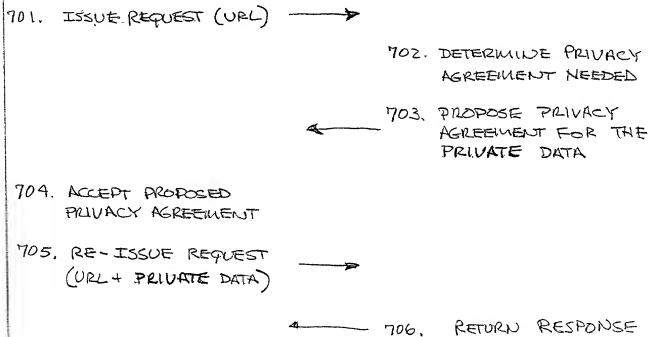 701. ISSUE REQUEST (URL)
702. DETERMINE PRIVACY
AGREEMENT NEEDED
703. PROPOSE PRIVACY
AGREEMENT FOR THE
PRIVATE DATA
704. ACCEPT PROPOSED
PRIVACY AGREEMENT
705. RE-ISSUE REQUEST
(URL + PRIVATE DATA)
706. RETURN RESPONSE